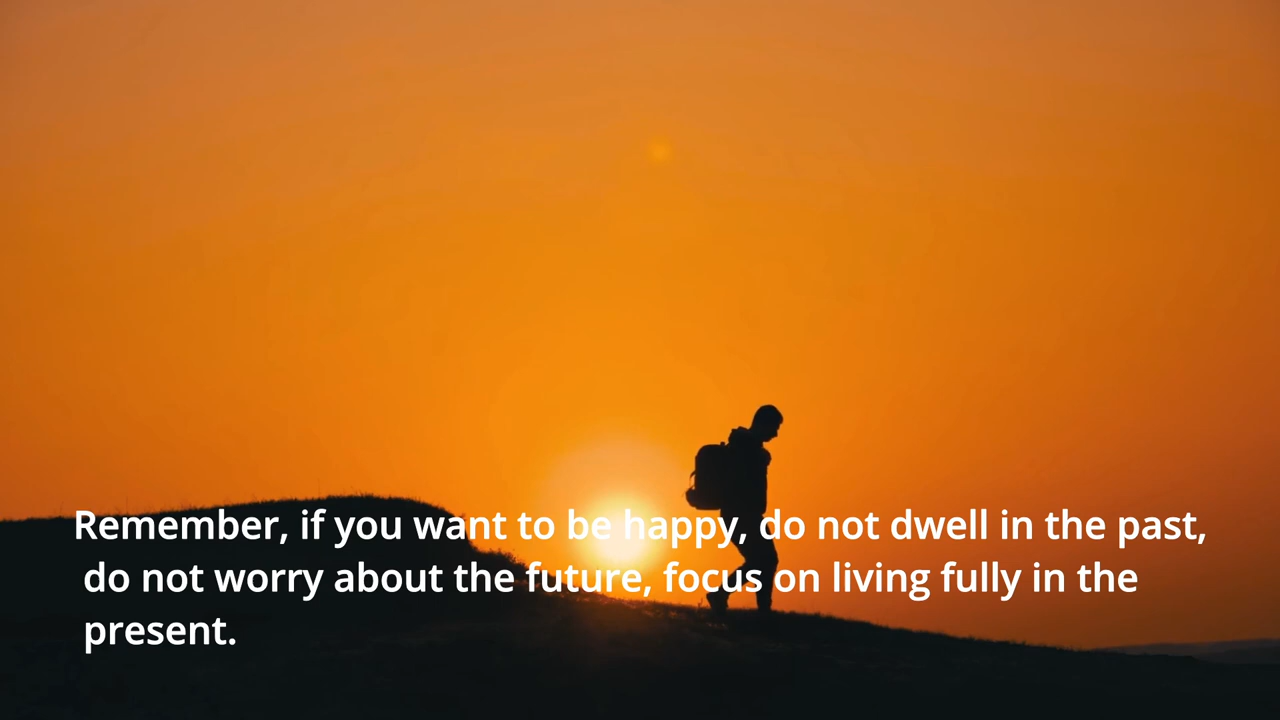 Remember, if you want to be happy, do not dwell in the past,
do not worry about the future, focus on living fully in the
present.